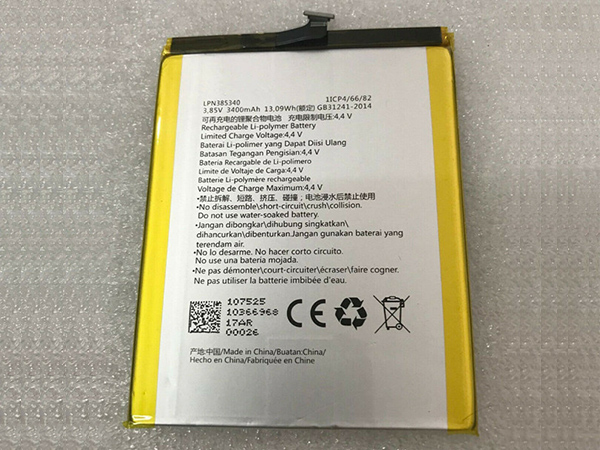 LPN385340 1ICP4/66/82
3,85V 3400mAh 13,09Wh(额定) GB31241-2014
可再充电的锂聚合物电池 充电限制电压:4,4 V
Rechargeable Li-polymer Battery
Limited Charge Voltage:4,4 V
Baterai Li-polimer yang Dapat Diisi Ulang
Batasan Tegangan Pengisian:4,4 V
Bateria Recargable de Li-polimero
Limite de Voltaje de Carga:4,4 V
Batterie Li-polymère rechargeable
Voltage de Charge Maximum:4,4 V
•禁止拆解、短路、挤压、碰撞；电池浸水后禁用
•No disassemble\short-circuit\crush\collision.
Do not use water-soaked battery.
•Jangan dibongkar\dihubung singkatkan\
dihancurkan\dibenturkan.Jangan gunakan baterai yang
terendam air.
•No lo desarme. No hacer corto circuito.
No use una batería mojada.
•Ne pas démonter\court-circuiter\écraser/faire cogner.
Ne pas utiliser la batterie imbibée d'eau.
107525
10366968
17AR
00026
CE
产地:中国/Made in China/Buatan:China/
Hecho en China/Fabriquée en Chine